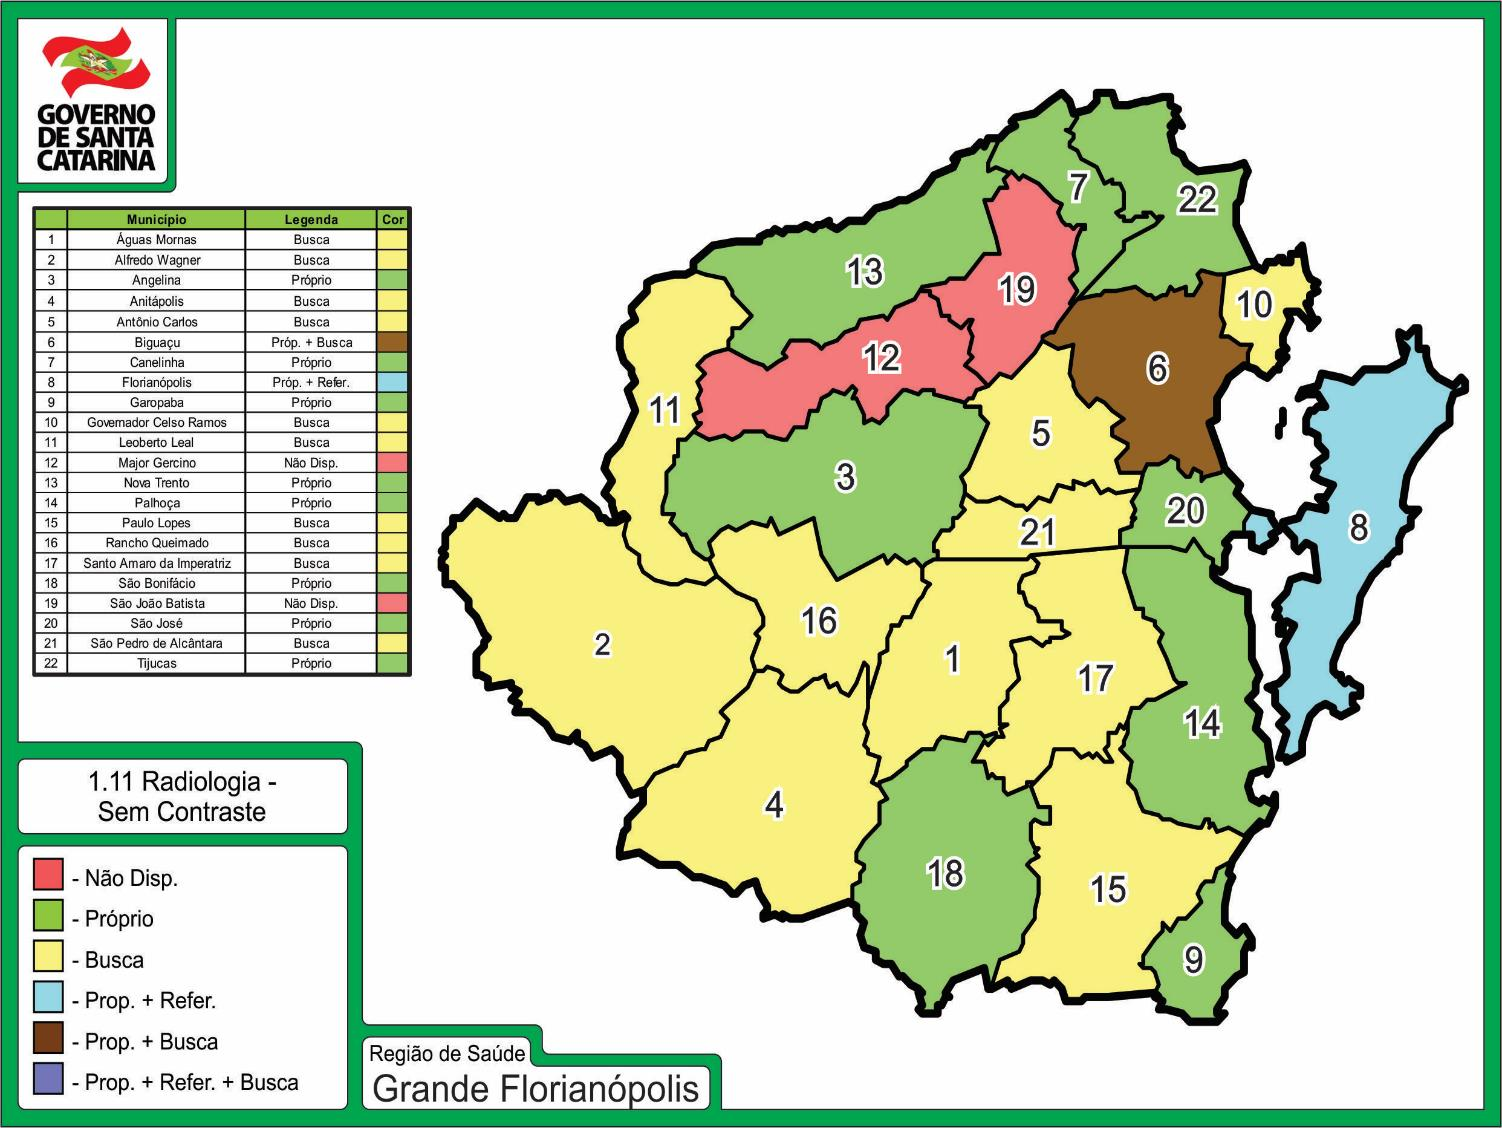 GOVERNO
DE SANTA
CATARINA
Município Legenda Cor
1 Águas Mornas Busca
2 Alfredo Wagner Busca
3 Angelina Próprio
4 Anitápolis Busca
5 Antônio Carlos Busca
6 Biguaçu Próp. + Busca
7 Canelinha Próprio
8 Florianópolis Próp. + Refer.
9 Garopaba Próprio
10 Governador Celso Ramos Busca
11 Leoberto Leal Busca
12 Major Gercino Não Disp.
13 Nova Trento Próprio
14 Palhoça Próprio
15 Paulo Lopes Busca
16 Rancho Queimado Busca
17 Santo Amaro da Imperatriz Busca
18 São Bonifácio Próprio
19 São João Batista Não Disp.
20 São José Próprio
21 São Pedro de Alcântara Busca
22 Tijucas Próprio
7
22
13
19
10
12
6
11
5
3
20
21
8
16
2
1
17
14
4
18
15
9
1.11 Radiologia -
Sem Contraste
- Não Disp.
- Próprio
- Busca
- Prop. + Refer.
- Prop. + Busca
- Prop. + Refer. + Busca
Região de Saúde
Grande Florianópolis